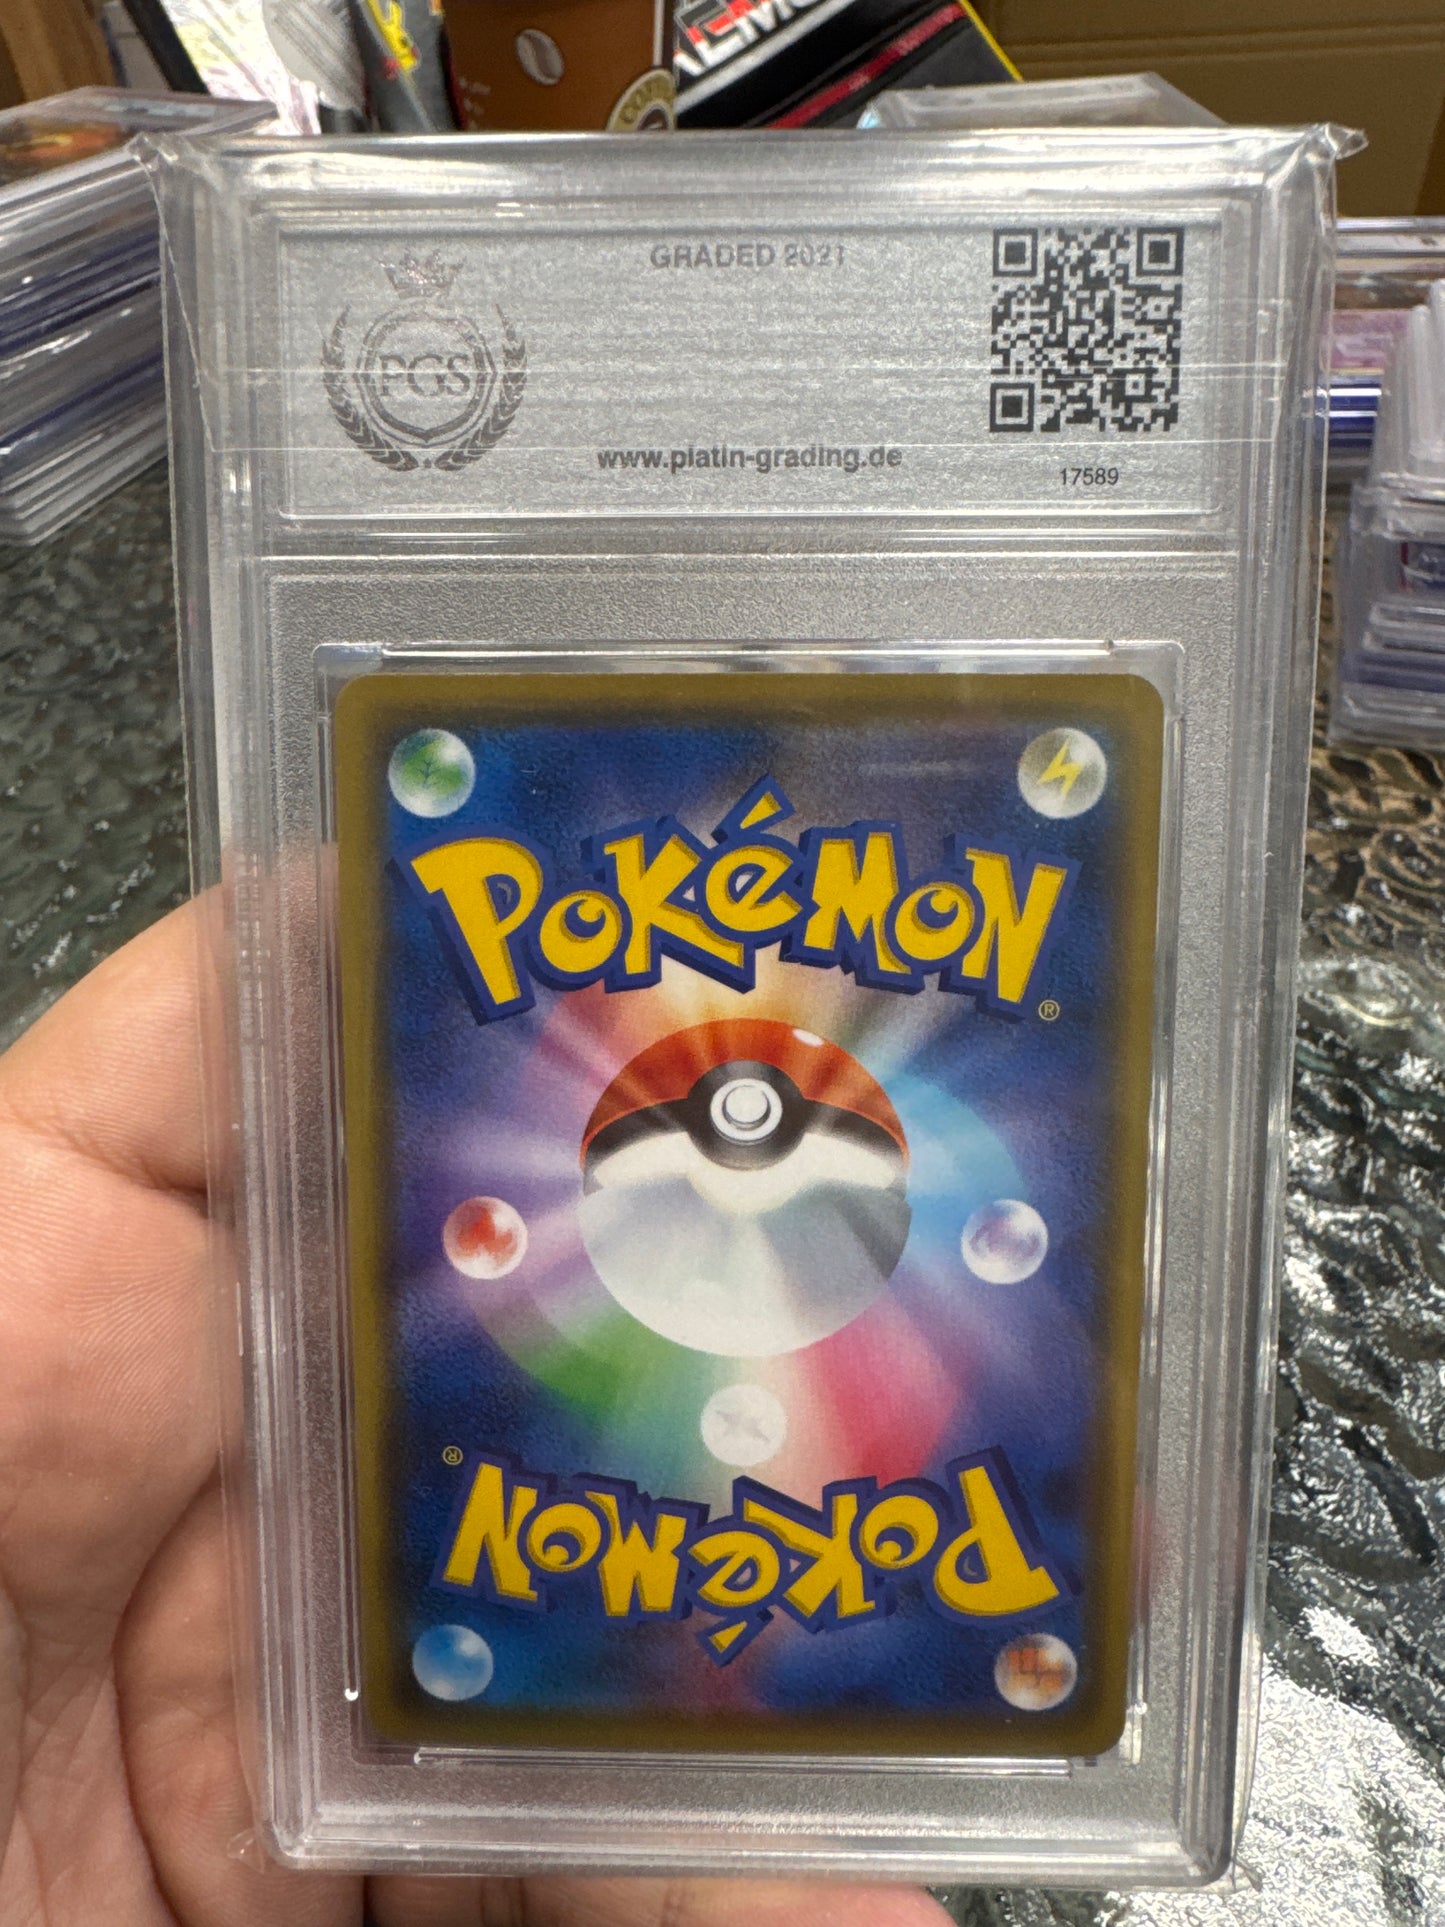 GRADED 2021
PGS
www.platin-grading.de
17589
POKéMON
®
®
POKéMON